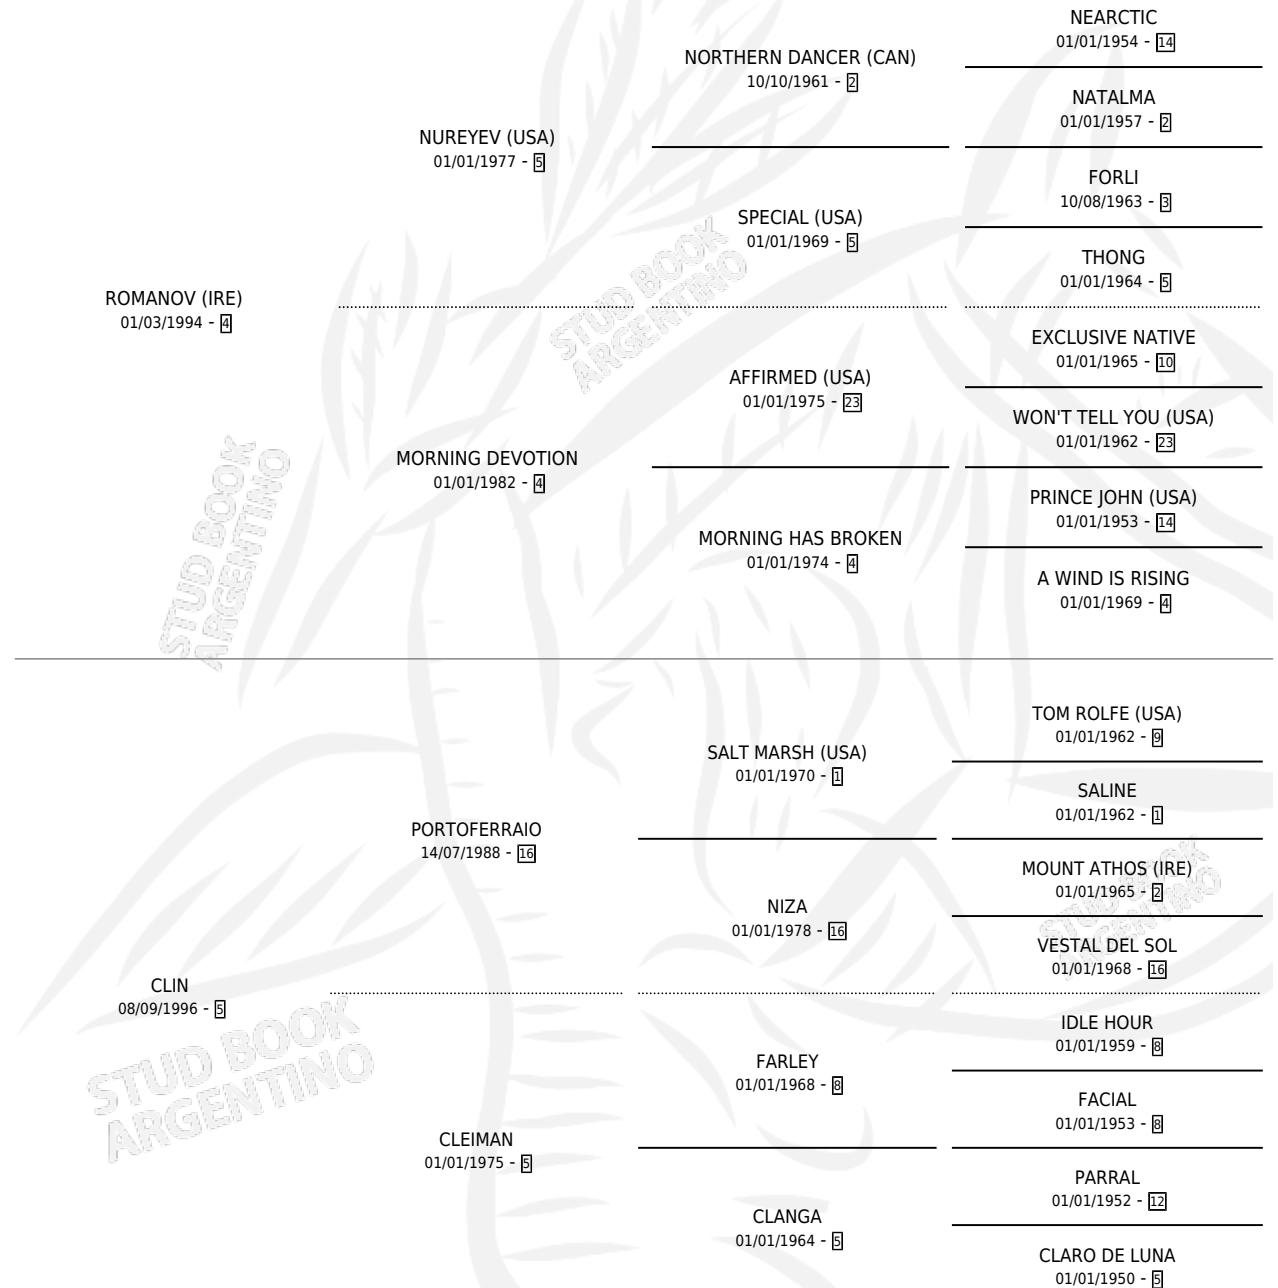 NEARCTIC
01/01/1954 - 14
NORTHERN DANCER (CAN)
10/10/1961 - 2
NATALMA
01/01/1957 - 2
NUREYEV (USA)
01/01/1977 - 5
FORLI
10/08/1963 - 3
SPECIAL (USA)
01/01/1969 - 5
THONG
01/01/1964 - 5
ROMANOV (IRE)
01/03/1994 - 4
EXCLUSIVE NATIVE
01/01/1965 - 10
AFFIRMED (USA)
01/01/1975 - 23
WON'T TELL YOU (USA)
01/01/1962 - 23
MORNING DEVOTION
01/01/1982 - 4
PRINCE JOHN (USA)
01/01/1953 - 14
MORNING HAS BROKEN
01/01/1974 - 4
A WIND IS RISING
01/01/1969 - 4
STUD BOOK
ARGENTINO
STUD BOOK
ARGENTINO
TOM ROLFE (USA)
01/01/1962 - 9
SALT MARSH (USA)
01/01/1970 - 1
SALINE
01/01/1962 - 1
PORTOFERRAIO
14/07/1988 - 16
MOUNT ATHOS (IRE)
01/01/1965 - 2
NIZA
01/01/1978 - 16
VESTAL DEL SOL
01/01/1968 - 16
CLIN
08/09/1996 - 5
IDLE HOUR
01/01/1959 - 8
FARLEY
01/01/1968 - 8
FACIAL
01/01/1953 - 8
CLEIMAN
01/01/1975 - 5
PARRAL
01/01/1952 - 12
CLANGA
01/01/1964 - 5
CLARO DE LUNA
01/01/1950 - 5
STUD BOOK
ARGENTINO
STUD BOOK
ARGENTINO